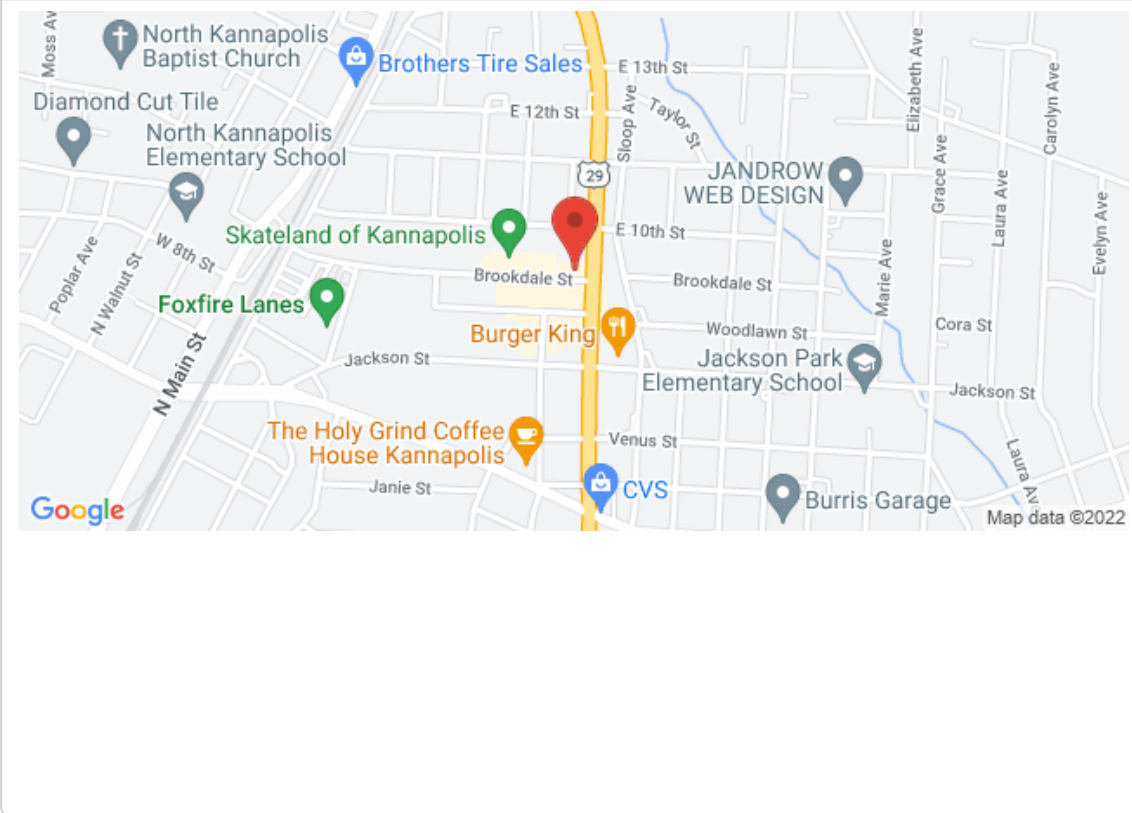 Moss Av
North Kannapolis
Baptist Church
Brothers Tire Sales
E 13th St
Elizabeth Ave
Carolyn Ave
Diamond Cut Tile
E 12th St
Sloop Ave
Taylor St
North Kannapolis
Elementary School
29
JANDROW
WEB DESIGN
Grace Ave
Laura Ave
Evelyn Ave
Skateland of Kannapolis
E 10th St
W 8th St
Poplar Ave
N Walnut St
Brookdale St
Brookdale St
Marie Ave
Foxfire Lanes
Burger King
Woodlawn St
Cora St
N Main St
Jackson St
Jackson Park
Elementary School
Jackson St
The Holy Grind Coffee
House Kannapolis
Venus St
Laura Av
Janie St
CVS
Burris Garage
Google
Map data ©2022